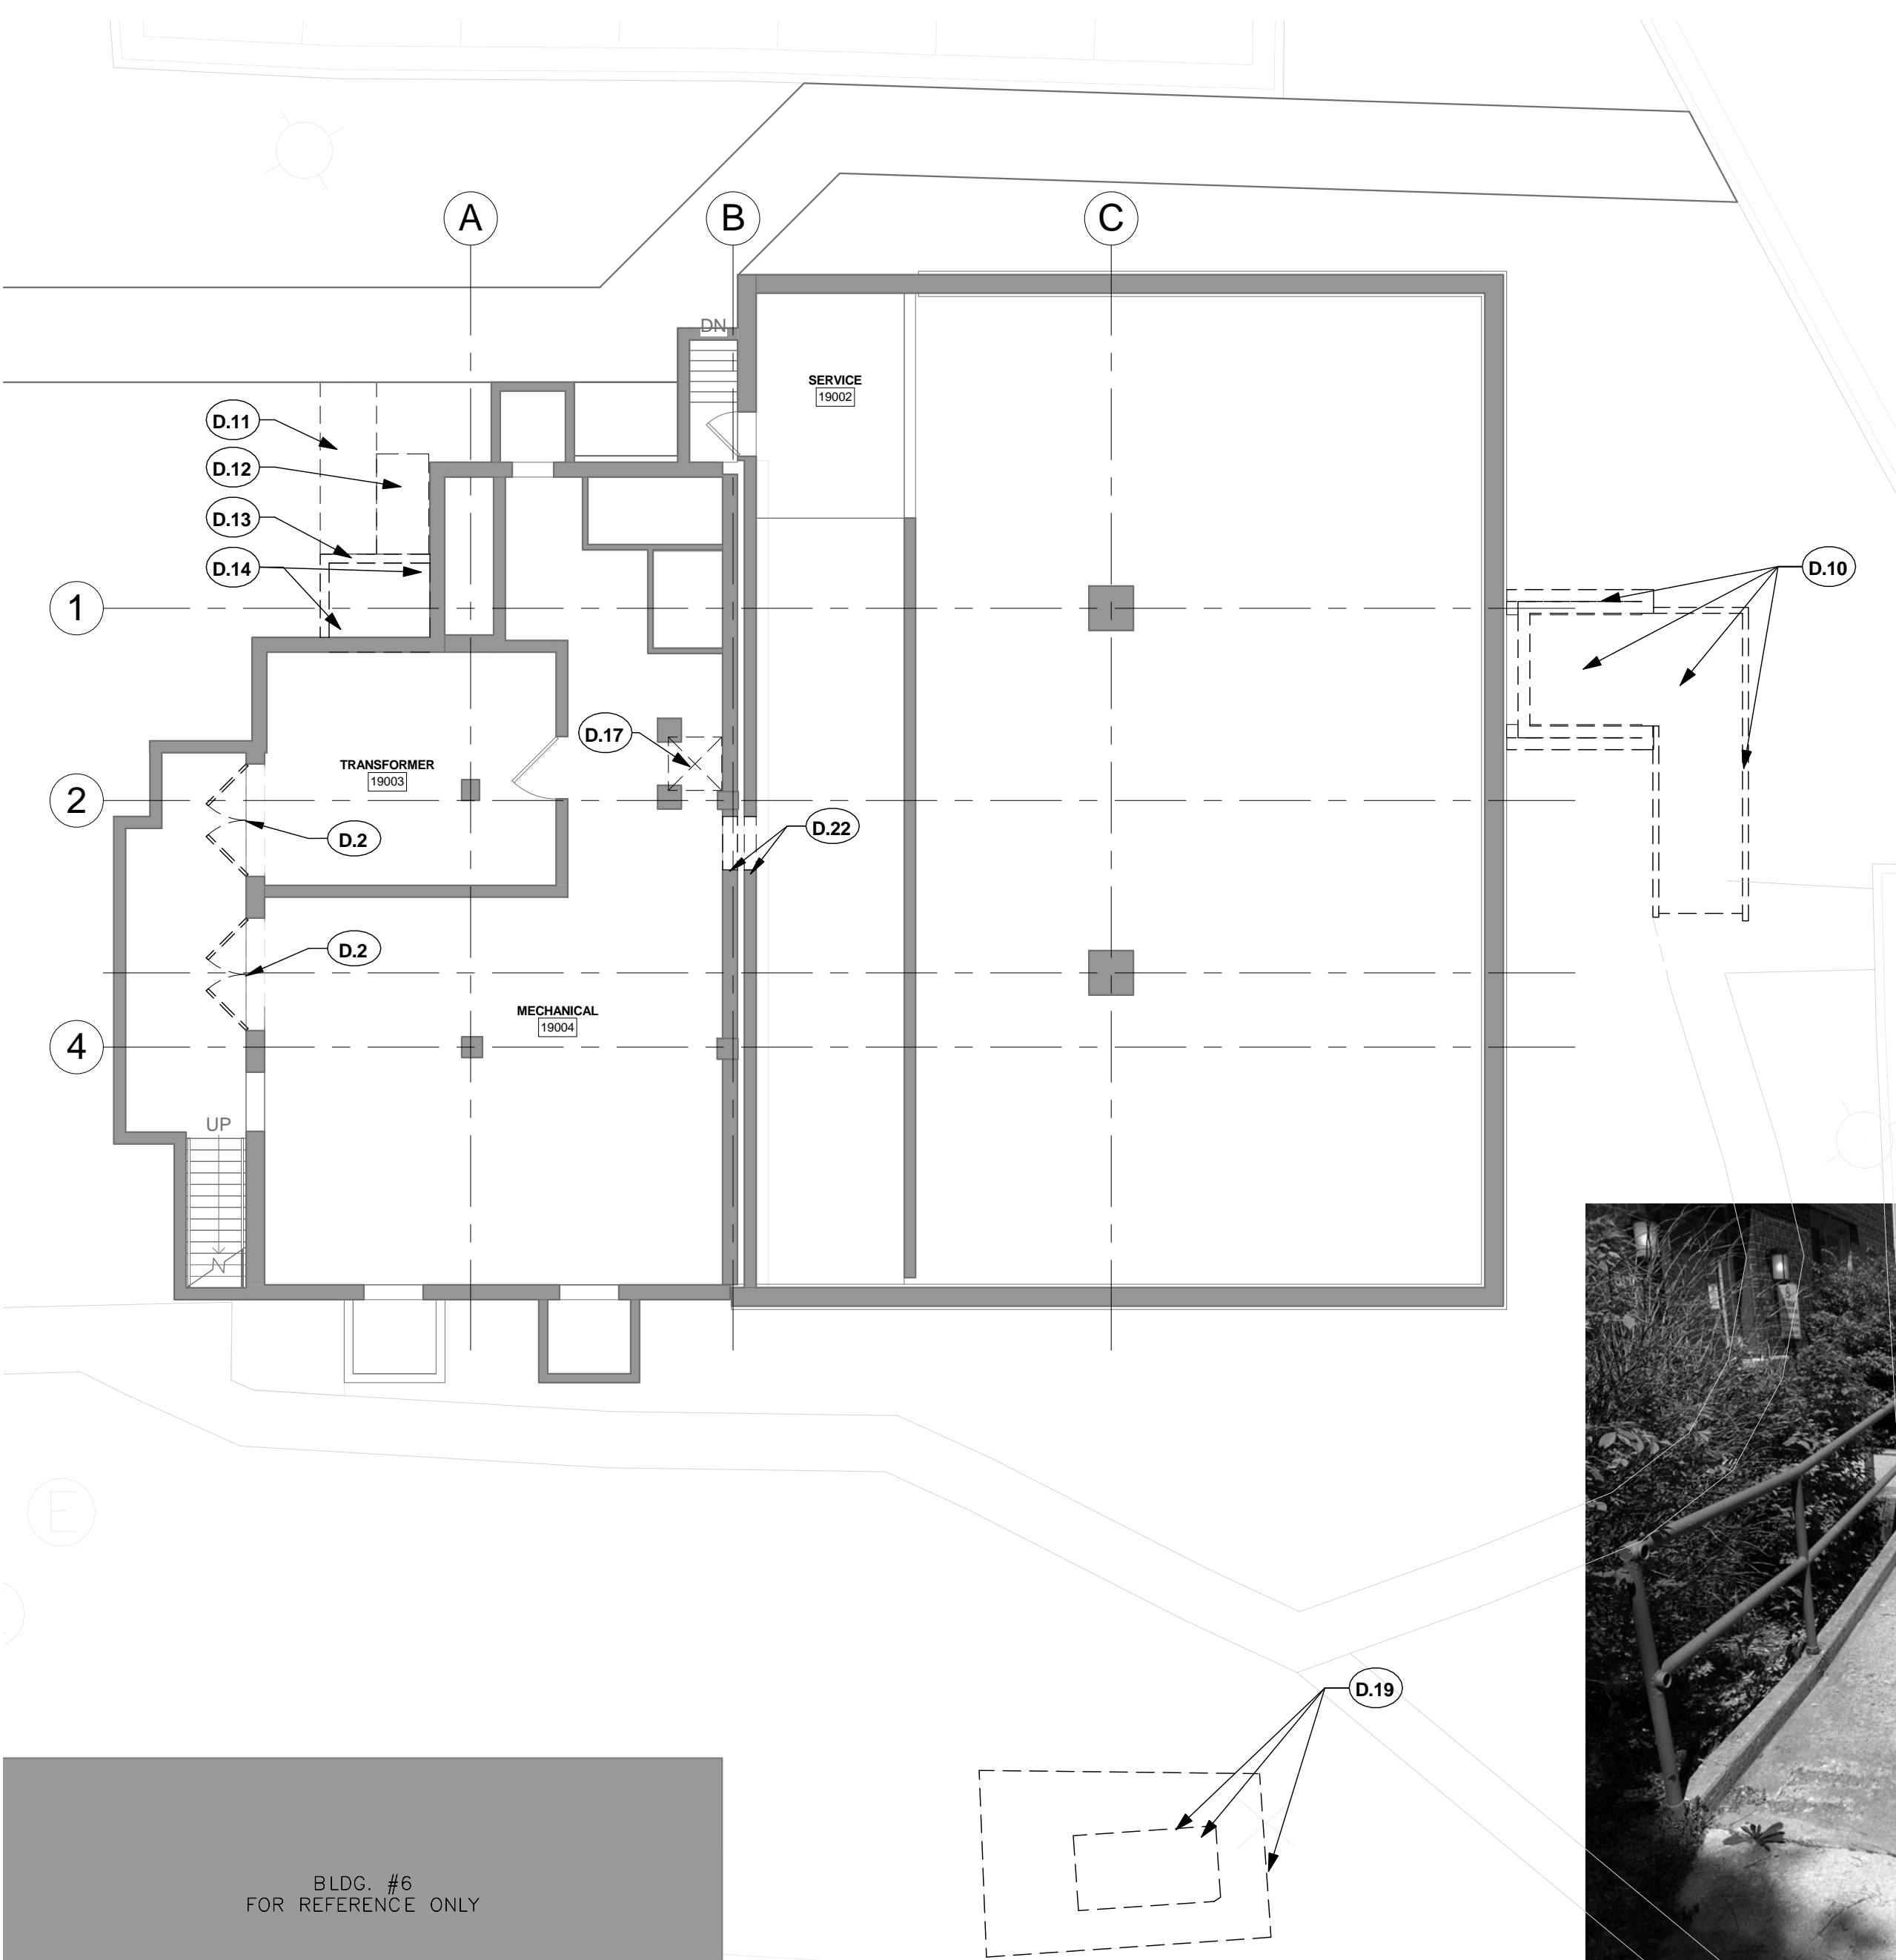 A
B
C
DN
SERVICE
19002
D.11
D.12
D.13
D.14
D.10
1
D.17
TRANSFORMER
19003
2
D.2
D.22
D.2
MECHANICAL
19004
4
UP
N
E
D.19
BLDG. #6
FOR REFERENCE ONLY